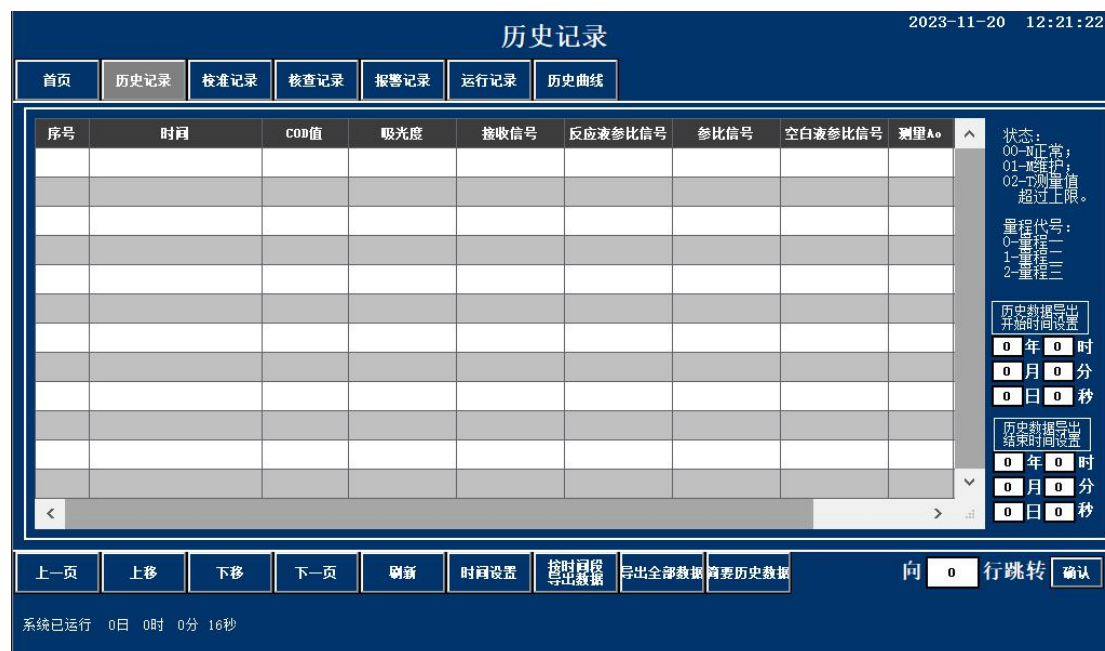 历史记录
2023-11-20 12:21:22
首页 历史记录 校准记录 核查记录 报警记录 运行记录 历史曲线
序号 时间 COD值 吸光度 接收信号 反应液参比信号 参比信号 空白液参比信号 测量Ao
状态：
00-N正常；
01-M维护；
02-T测量值
超过上限。
量程代号：
0-量程一
1-量程二
2-量程三
历史数据导出
开始时间设置
0 年 0 时
0 月 0 分
0 日 0 秒
历史数据导出
结束时间设置
0 年 0 时
0 月 0 分
0 日 0 秒
上一页 上移 下移 下一页 刷新 时间设置 按时间段
导出数据 导出全部数据 简要历史数据 向 0 行跳转 确认
系统已运行 0日 0时 0分 16秒